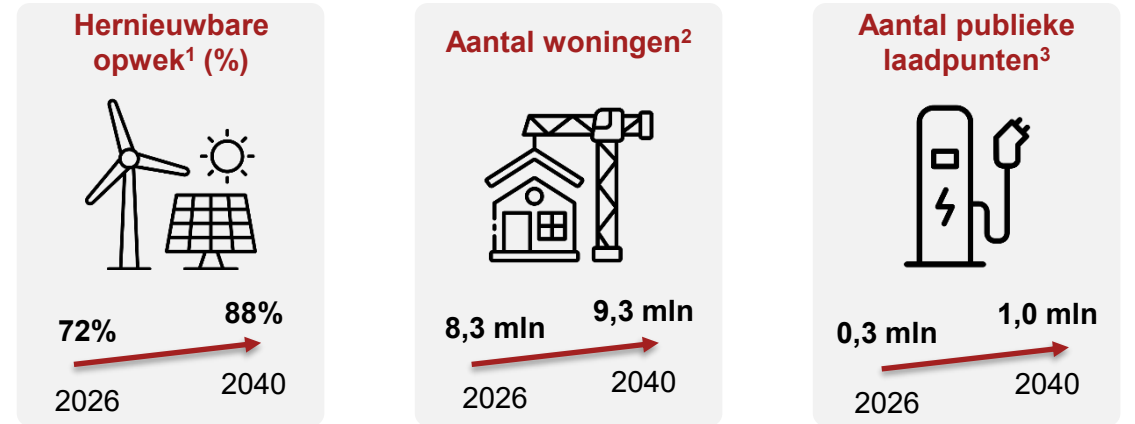 Hernieuwbare
opwek¹ (%)
72%
88%
2026
2040
Aantal woningen²
8,3 mln
9,3 mln
2026
2040
Aantal publieke
laadpunten³
0,3 mln
1,0 mln
2026
2040